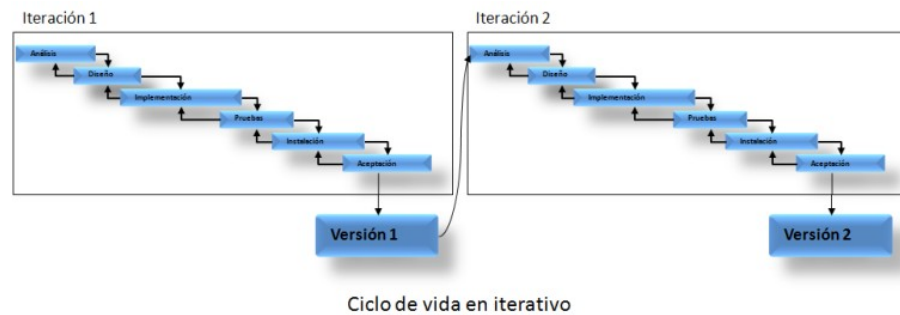 Iteración 1
Análisis
Diseño
Implementación
Pruebas
Instalación
Aceptación
Versión 1
Iteración 2
Análisis
Diseño
Implementación
Pruebas
Instalación
Aceptación
Versión 2
Ciclo de vida en iterativo